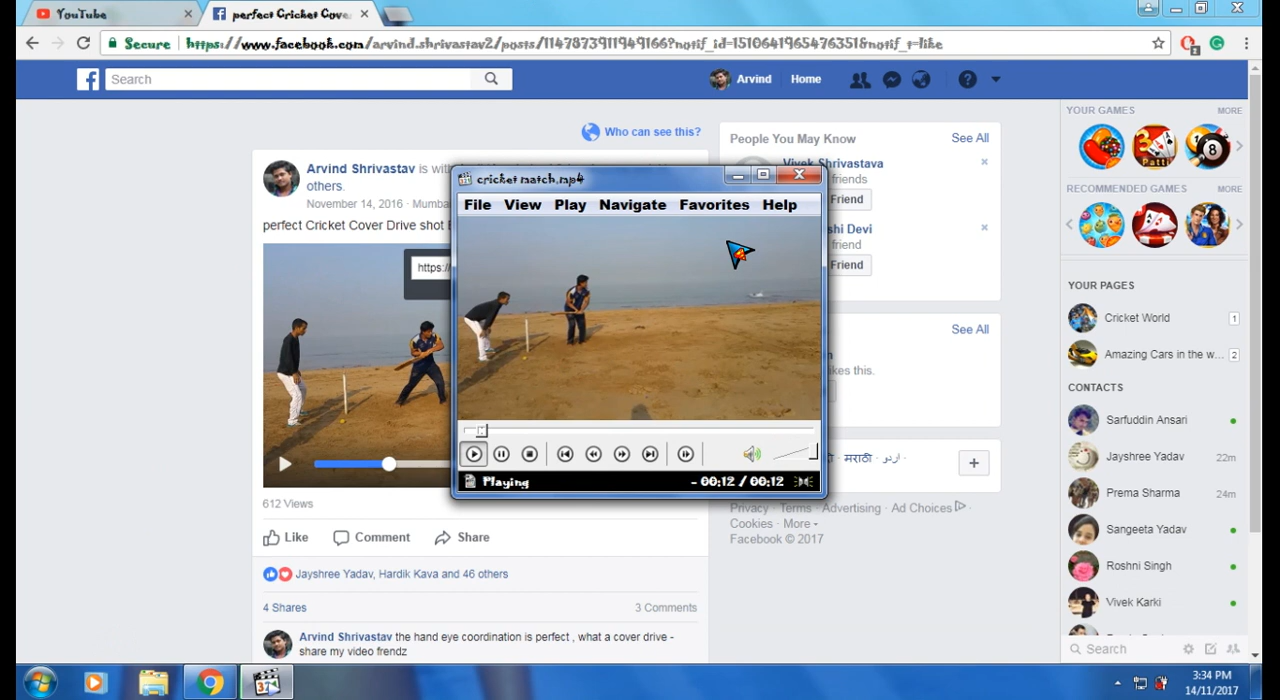 YouTube
perfect Cricket Cove
Secure
https://www.facebook.com/arvind.shrivastav2/posts/1147873911949166?notif_id=1510641965476351&notif_t=like
Search
Arvind
Home
Who can see this?
Arvind Shrivastav is with
others.
November 14, 2016 · Mumba
perfect Cricket Cover Drive shot
https:/
612 Views
Like
Comment
Share
Jayshree Yadav, Hardik Kava and 46 others
4 Shares
3 Comments
Arvind Shrivastav the hand eye coordination is perfect , what a cover drive -
share my video frendz
cricket match.mp4
File View Play Navigate Favorites Help
Playing
- 00:12 / 00:12
37
People You May Know
See All
Vivek Shrivastava
friends
Friend
shi Devi
friend
Friend
See All
kes this.
मराठी · اردو ·
Privacy · Terms · Advertising · Ad Choices
Cookies · More
Facebook © 2017
YOUR GAMES
MORE
3
Patti
8
RECOMMENDED GAMES
MORE
YOUR PAGES
Cricket World
1
Amazing Cars in the w...
2
CONTACTS
Sarfuddin Ansari
Jayshree Yadav
22m
Prema Sharma
24m
Sangeeta Yadav
Roshni Singh
Vivek Karki
Search
3:34 PM
14/11/2017